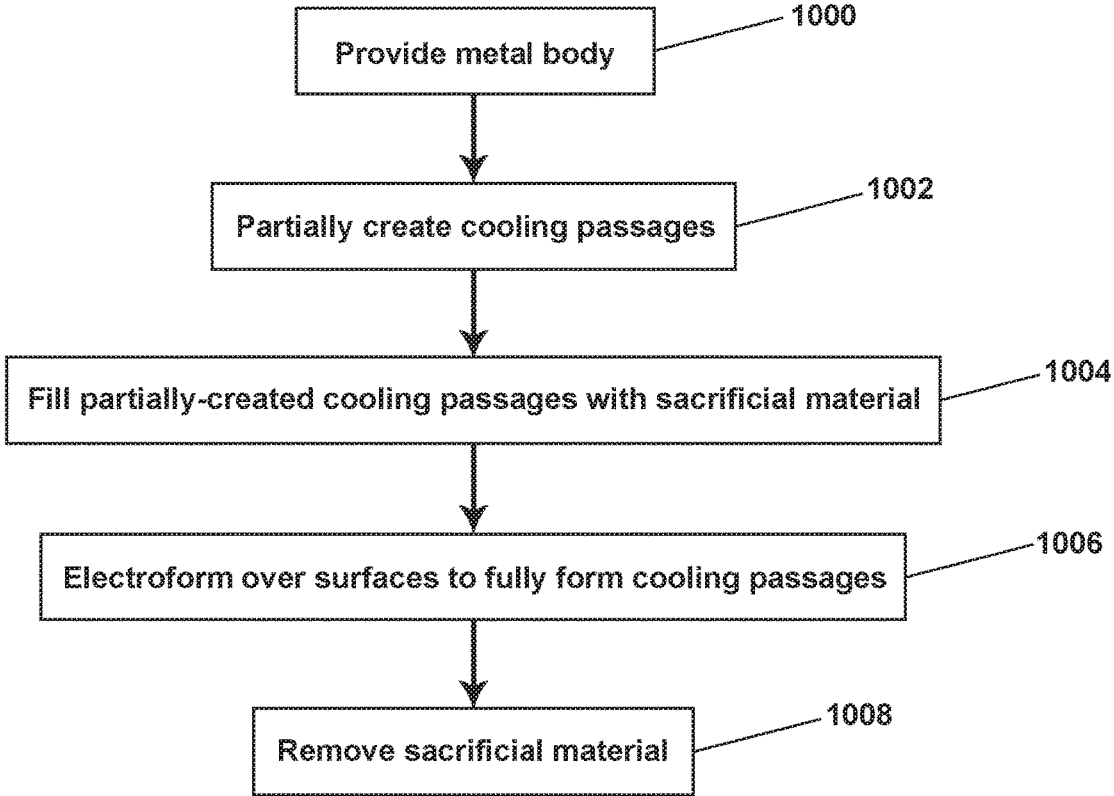 1000
Provide metal body
1002
Partially create cooling passages
1004
Fill partially-created cooling passages with sacrificial material
1006
Electroform over surfaces to fully form cooling passages
1008
Remove sacrificial material